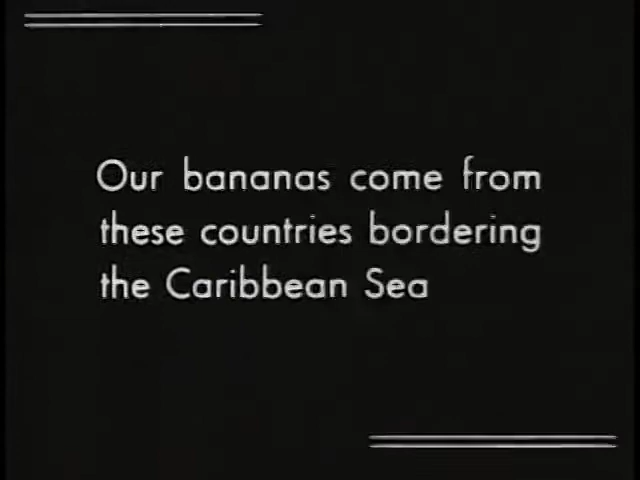 Our bananas come from
these countries bordering
the Caribbean Sea